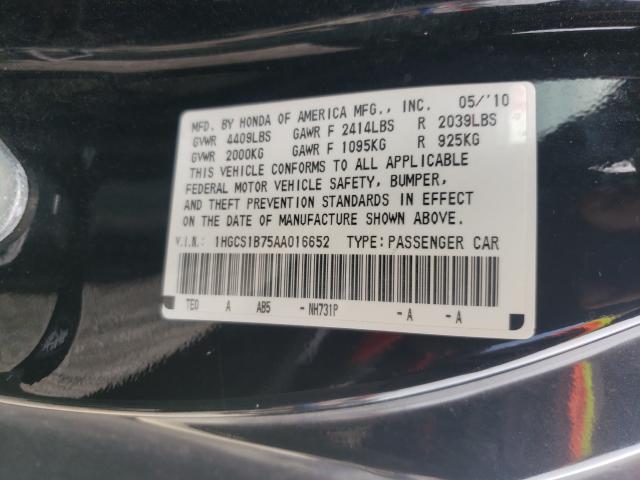 MFD. BY HONDA OF AMERICA MFG., INC. 05/'10
GVWR 4409LBS GAWR F 2414LBS R 2039LBS
GVWR 2000KG GAWR F 1095KG R 925KG
THIS VEHICLE CONFORMS TO ALL APPLICABLE
FEDERAL MOTOR VEHICLE SAFETY, BUMPER,
AND THEFT PREVENTION STANDARDS IN EFFECT
ON THE DATE OF MANUFACTURE SHOWN ABOVE.
V.I.N.: 1HGCS1B75AA016652 TYPE: PASSENGER CAR
TE0 A AB5 - NH731P - A - A